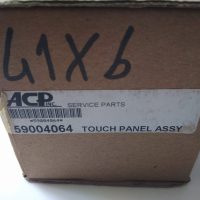 41X6
ACP INC. SERVICE PARTS
59004064 TOUCH PANEL ASSY